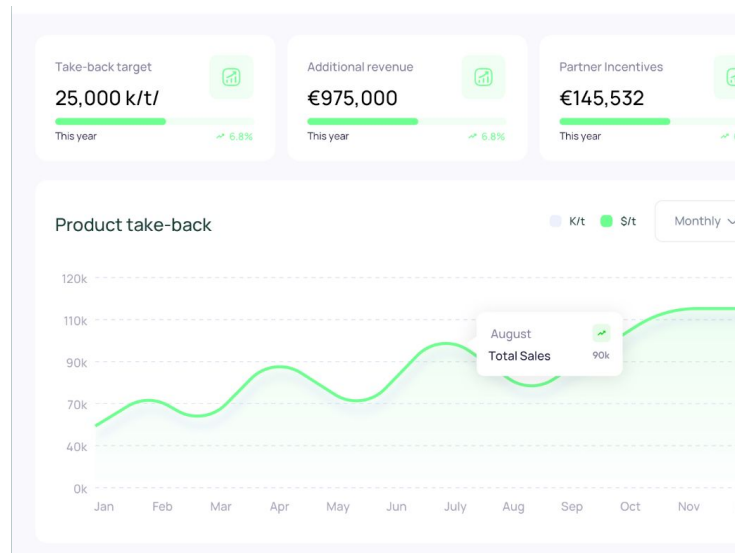 Take-back target
25,000 k/t/
This year
6.8%
Additional revenue
€975,000
This year
6.8%
Partner Incentives
€145,532
This year
Product take-back
K/t
$/t
Monthly
120k
110k
90k
70k
40k
0k
August
Total Sales 90k
Jan Feb Mar Apr May Jun July Aug Sep Oct Nov